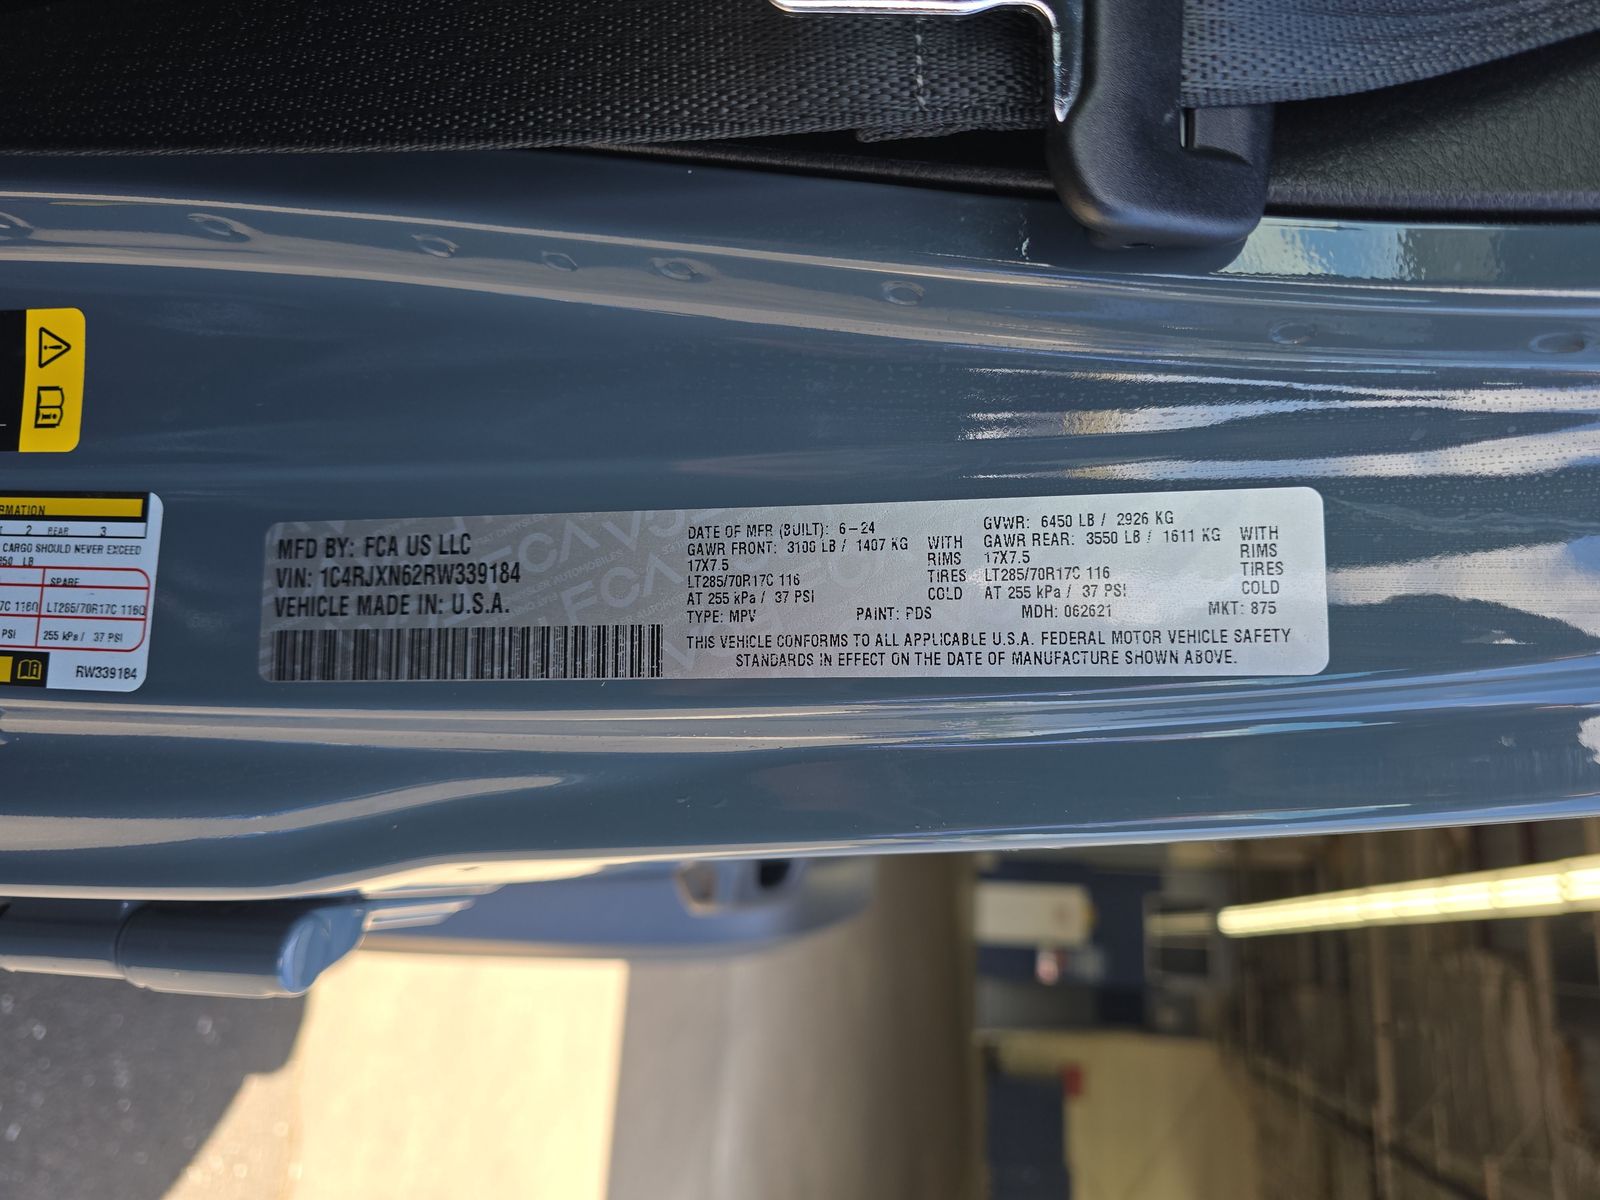 MFD BY: FCA US LLC
VIN: 1C4RJXN62RW339184
VEHICLE MADE IN: U.S.A.
DATE OF MFR (BUILT): 6-24
GAWR FRONT: 3100 LB / 1407 KG WITH
17X7.5 RIMS
LT285/70R17C 116 TIRES
AT 255 kPa / 37 PSI COLD
GVWR: 6450 LB / 2926 KG
GAWR REAR: 3550 LB / 1611 KG WITH
17X7.5 RIMS
LT285/70R17C 116 TIRES
AT 255 kPa / 37 PSI COLD
TYPE: MPV PAINT: PDS MDH: 062621 MKT: 875
THIS VEHICLE CONFORMS TO ALL APPLICABLE U.S.A. FEDERAL MOTOR VEHICLE SAFETY
STANDARDS IN EFFECT ON THE DATE OF MANUFACTURE SHOWN ABOVE.
2 REAR 3
CARGO SHOULD NEVER EXCEED
LB
SPARE
LT285/70R17C 116Q
PSI 255 kPa / 37 PSI
RW339184